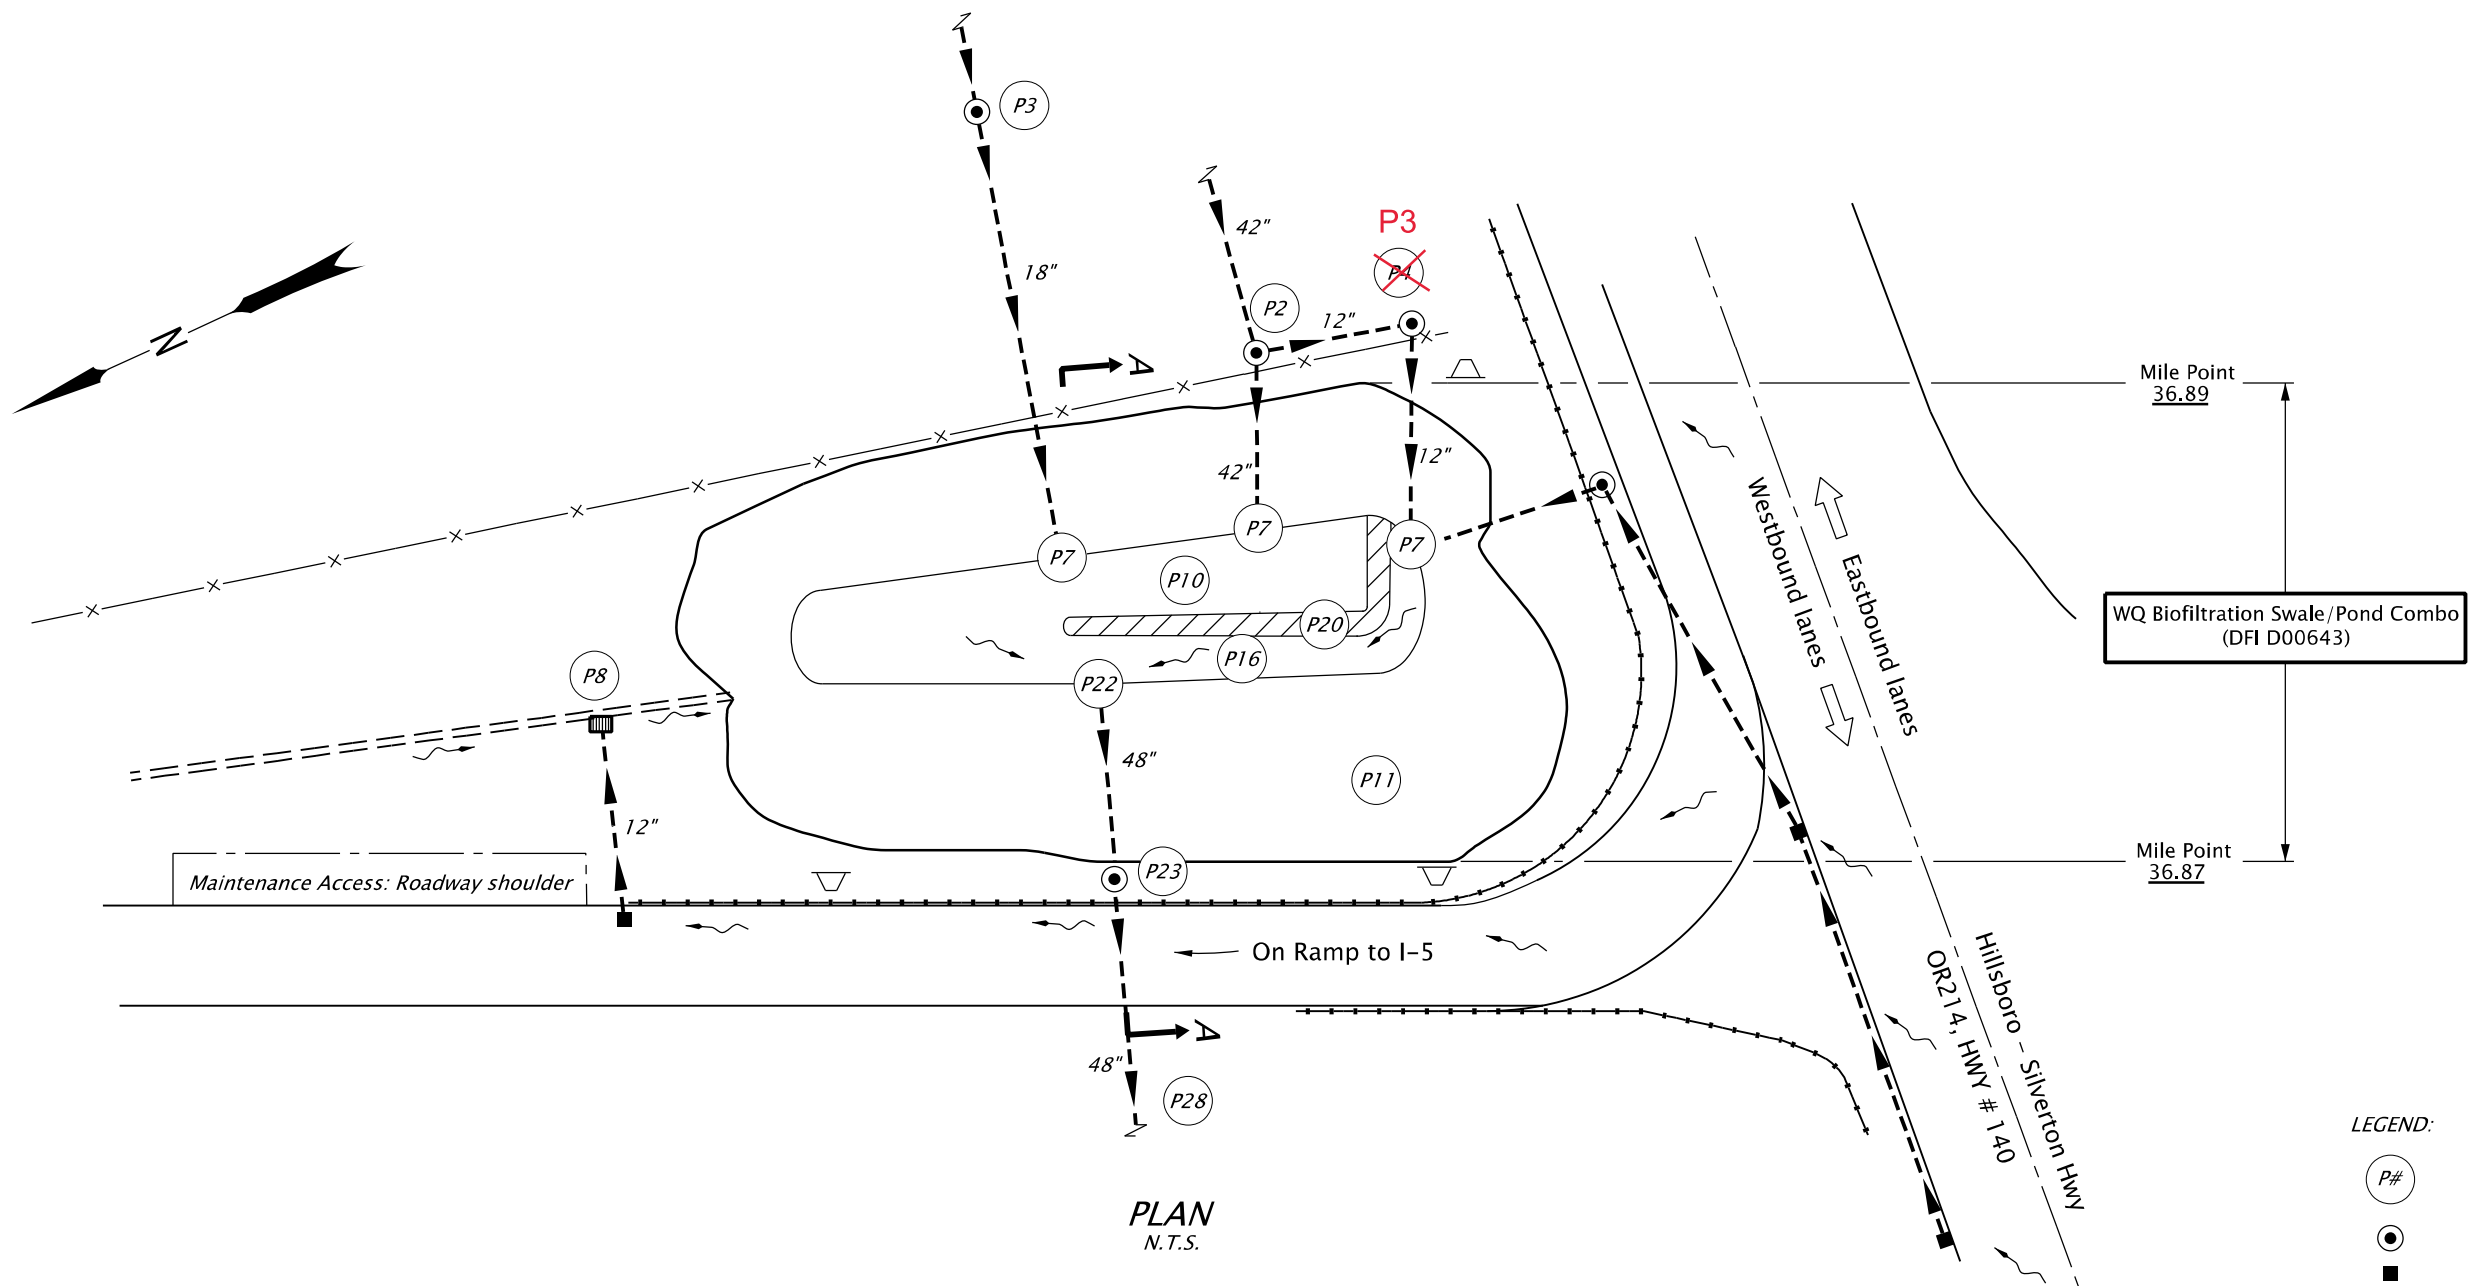 P3
42"
P3
P4
18"
P2
12"
N
A
Mile Point
36.89
42"
12"
P7
P7
P7
P10
Westbound lanes
Eastbound lanes
WQ Biofiltration Swale/Pond Combo
(DFI D00643)
P20
P16
P8
P22
48"
P11
12"
P23
Mile Point
36.87
Maintenance Access: Roadway shoulder
On Ramp to I-5
Hillsboro - Silverton Hwy
OR214, HWY # 140
A
48"
P28
LEGEND:
P#
PLAN
N.T.S.